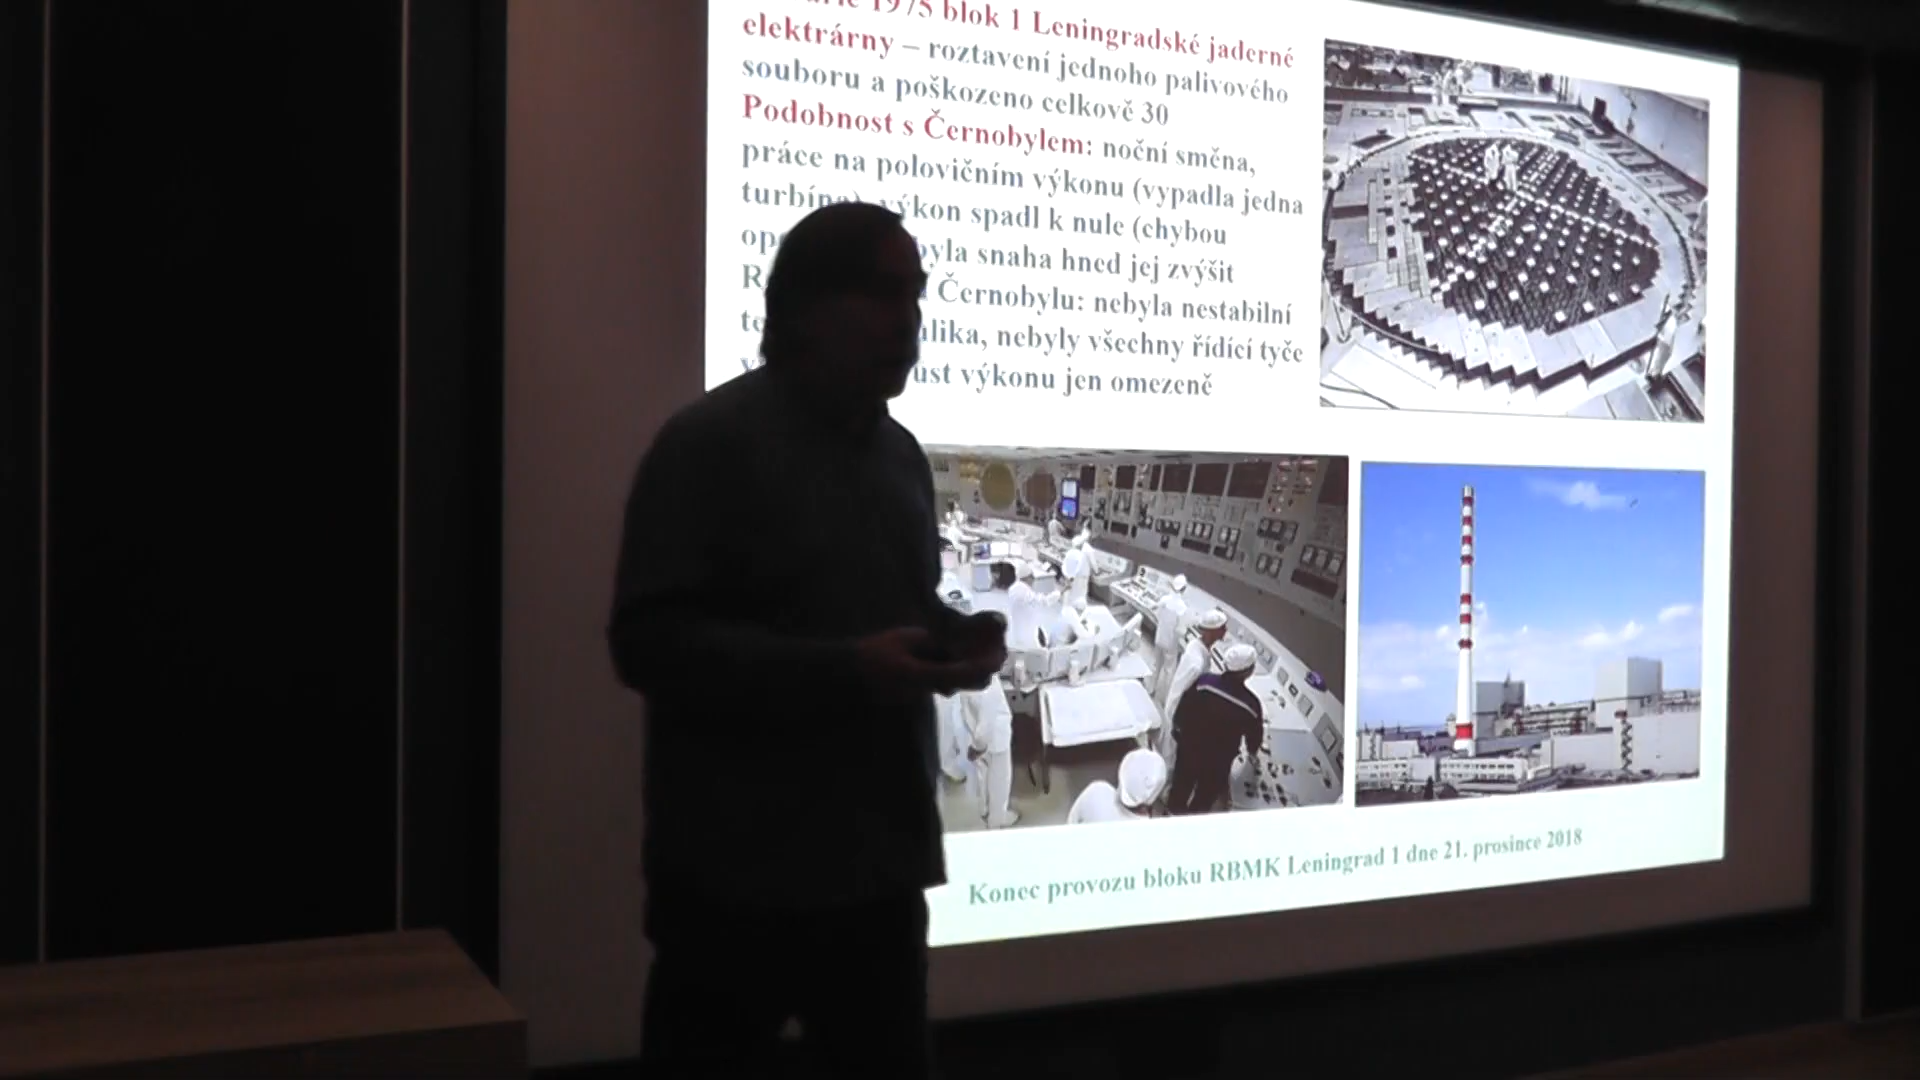 1975 blok 1 Leningradské jaderné
elektrárny – roztavení jednoho palivového
souboru a poškozeno celkově 30
Podobnost s Černobylem: noční směna,
práce na polovičním výkonu (vypadla jedna
turbína), výkon spadl k nule (chybou
byla snaha hned jej zvýšit
Černobylu: nebyla nestabilní
nebyly všechny řídící tyče
výkonu jen omezeně
Konec provozu bloku RBMK Leningrad 1 dne 21. prosince 2018